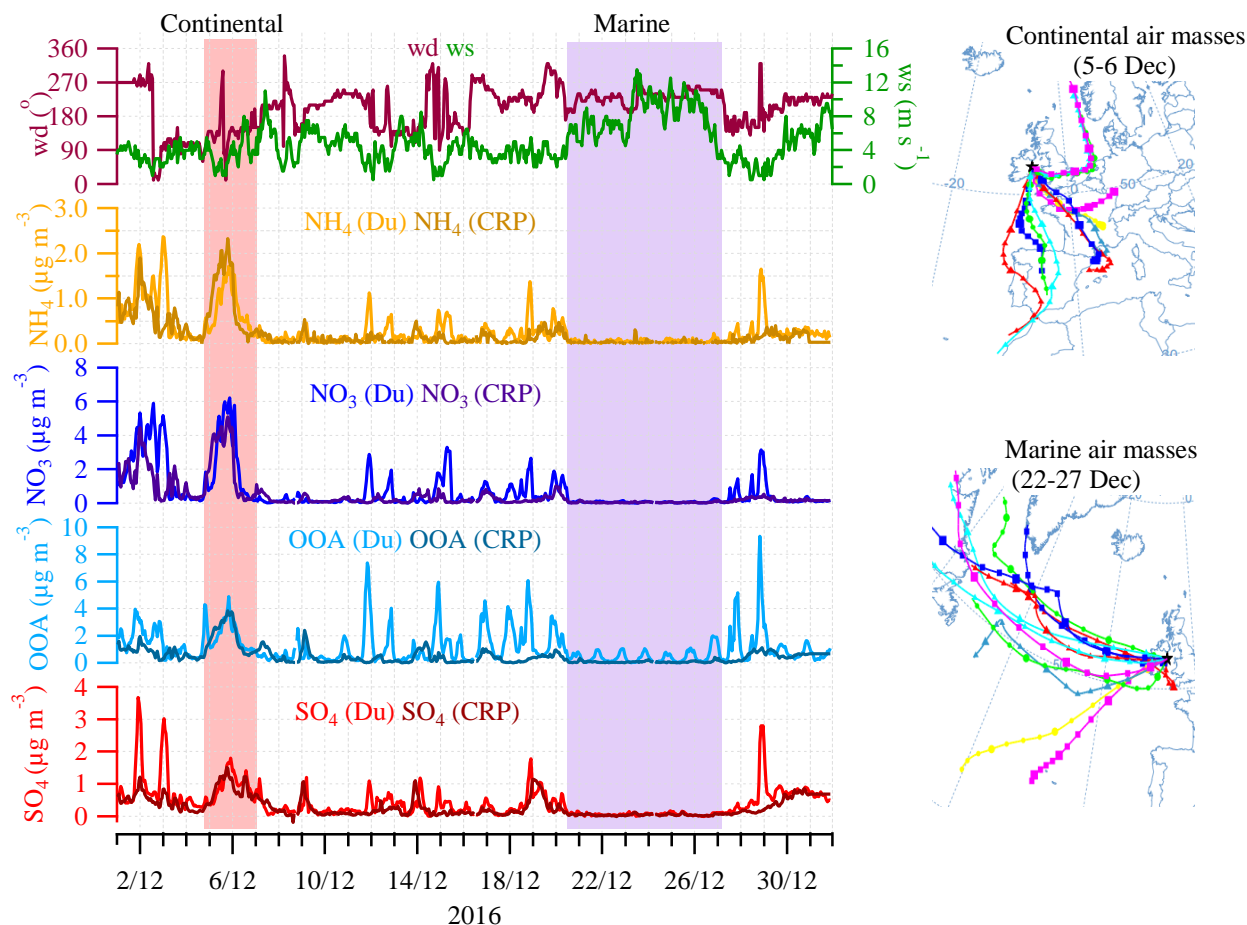 Continental
Marine
wd ws
360
270
180
90
0
wd (°)
16
12
8
4
0
ws (m s⁻¹)
NH₄ (Du) NH₄ (CRP)
3.0
2.0
1.0
0.0
NH₄ (µg m⁻³)
NO₃ (Du) NO₃ (CRP)
8
6
4
2
0
NO₃ (µg m⁻³)
OOA (Du) OOA (CRP)
10
8
6
4
2
0
OOA (µg m⁻³)
SO₄ (Du) SO₄ (CRP)
4
3
2
1
0
SO₄ (µg m⁻³)
2/12 6/12 10/12 14/12 18/12 22/12 26/12 30/12
2016
Continental air masses
(5-6 Dec)
-20
0
50
20
Marine air masses
(22-27 Dec)